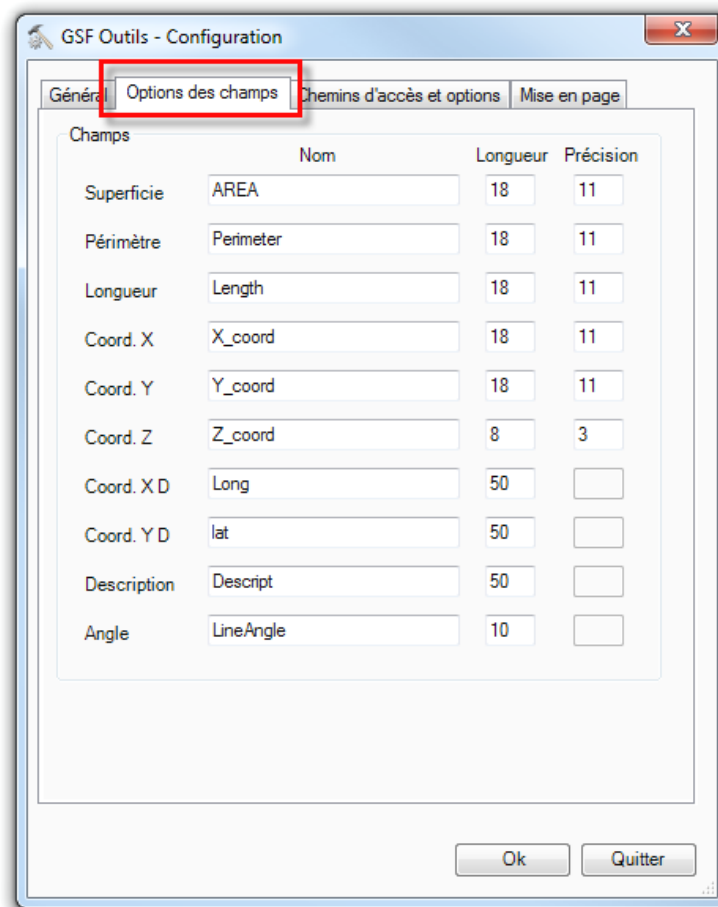 GSF Outils - Configuration
Général Options des champs Chemins d'accès et options Mise en page
Champs
Nom Longueur Précision
Superficie AREA 18 11
Périmètre Perimeter 18 11
Longueur Length 18 11
Coord. X X_coord 18 11
Coord. Y Y_coord 18 11
Coord. Z Z_coord 8 3
Coord. X D Long 50
Coord. Y D lat 50
Description Descript 50
Angle LineAngle 10
Ok Quitter